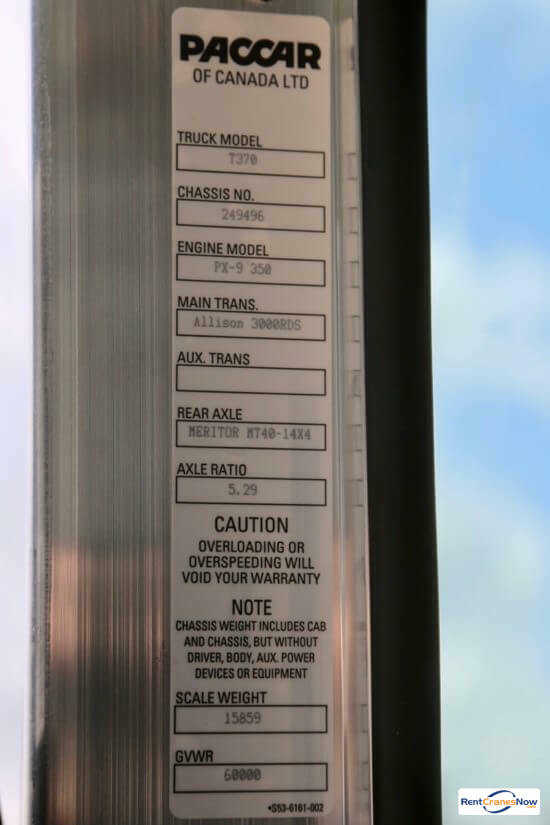 PACCAR
OF CANADA LTD
TRUCK MODEL
T370
CHASSIS NO.
249496
ENGINE MODEL
PX-9 350
MAIN TRANS.
Allison 3000RDS
AUX. TRANS
REAR AXLE
MERITOR MT40-14X4
AXLE RATIO
5.29
CAUTION
OVERLOADING OR
OVERSPEEDING WILL
VOID YOUR WARRANTY
NOTE
CHASSIS WEIGHT INCLUDES CAB
AND CHASSIS, BUT WITHOUT
DRIVER, BODY, AUX. POWER
DEVICES OR EQUIPMENT
SCALE WEIGHT
15859
GVWR
60000
•S53-6161-002
RentCranesNow